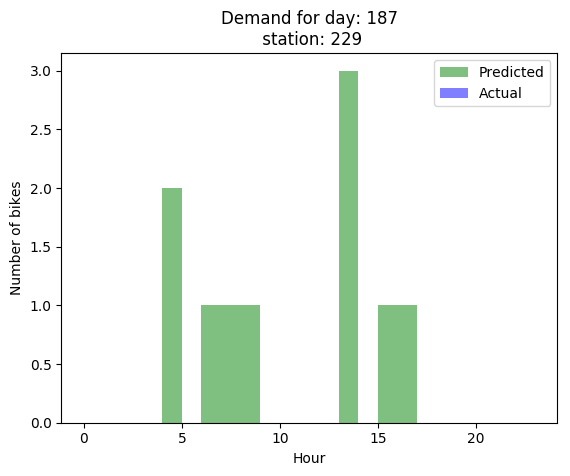 Demand for day: 187
station: 229
Predicted
Actual
3.0
2.5
2.0
1.5
1.0
0.5
0.0
Number of bikes
0 5 10 15 20
Hour